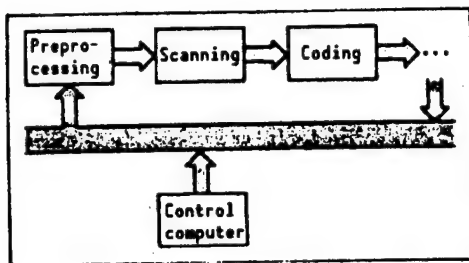 Prepro-
cessing
Scanning
Coding
...
Control
computer